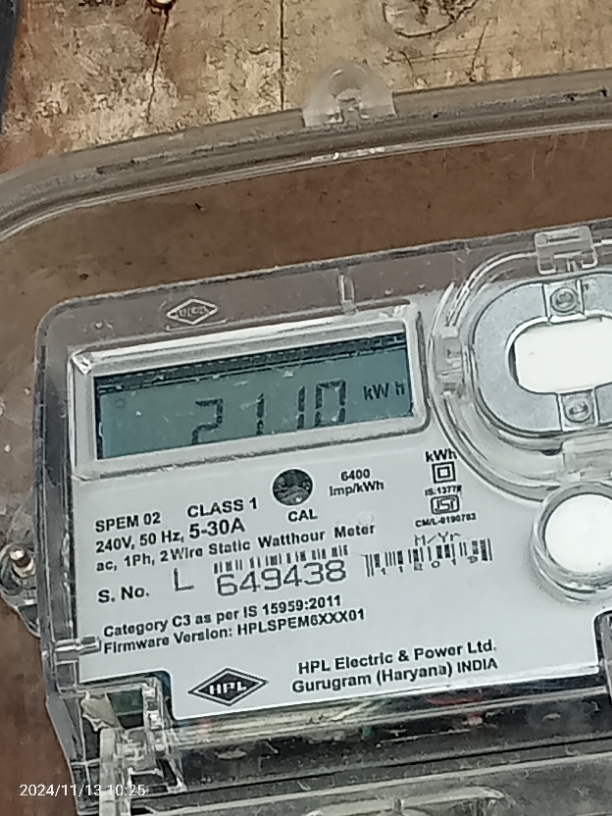 2110 kWh
6400
Imp/kWh
CAL
kWh
SPEM 02 CLASS 1
240V, 50 Hz, 5-30A
ac, 1Ph, 2 Wire Static Watthour Meter
S. No. L 649438
M/Yr.
Category C3 as per IS 15959:2011
Firmware Version: HPLSPEM6XXX01
HPL
HPL Electric & Power Ltd.
Gurugram (Haryana) INDIA
2024/11/13 10:25